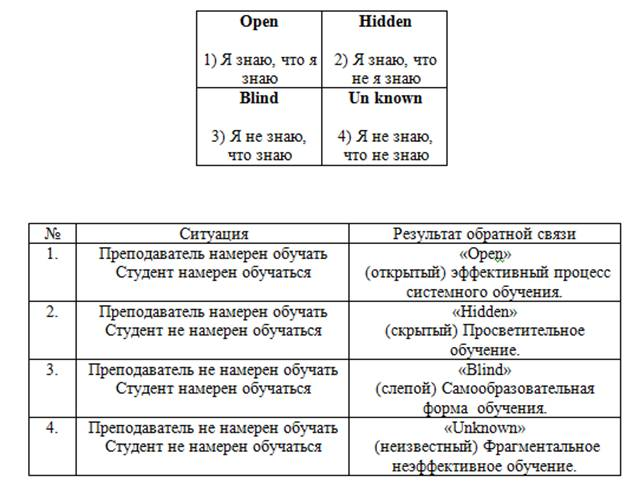 Open
1) Я знаю, что я
знаю
Hidden
2) Я знаю, что
не я знаю
Blind
3) Я не знаю,
что знаю
Un known
4) Я не знаю,
что не знаю
№ Ситуация Результат обратной связи
1. Преподаватель намерен обучать
Студент намерен обучаться
«Open»
(открытый) эффективный процесс
системного обучения.
2. Преподаватель намерен обучать
Студент не намерен обучаться
«Hidden»
(скрытый) Просветительное
обучение.
3. Преподаватель не намерен обучать
Студент намерен обучаться
«Blind»
(слепой) Самообразовательная
форма обучения.
4. Преподаватель не намерен обучать
Студент не намерен обучаться
«Unknown»
(неизвестный) Фрагментальное
неэффективное обучение.